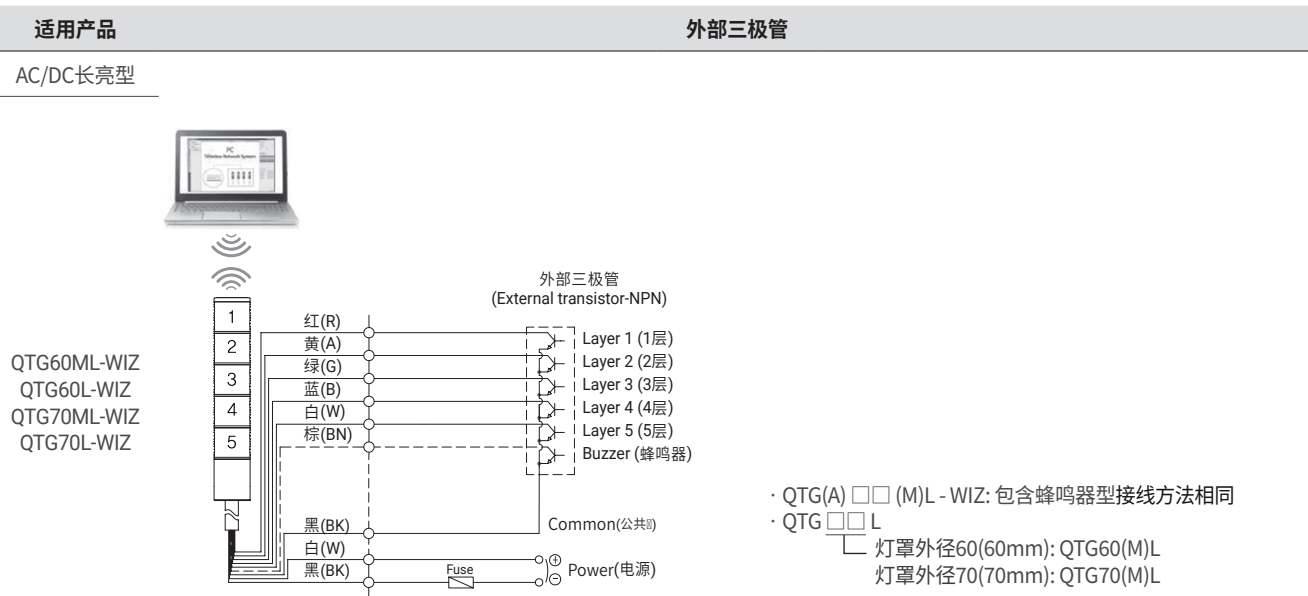 适用产品
外部三极管
AC/DC长亮型
PC
Wireless Network System
外部三极管
(External transistor-NPN)
1
2
3
4
5
红(R)
黄(A)
绿(G)
蓝(B)
白(W)
棕(BN)
Layer 1 (1层)
Layer 2 (2层)
Layer 3 (3层)
Layer 4 (4层)
Layer 5 (5层)
Buzzer (蜂鸣器)
QTG60ML-WIZ
QTG60L-WIZ
QTG70ML-WIZ
QTG70L-WIZ
黑(BK)
Common(公共)
白(W)
黑(BK)
Fuse
⊕
⊖
Power(电源)
· QTG(A) □□ (M)L - WIZ: 包含蜂鸣器型接线方法相同
· QTG □□ L
灯罩外径60(60mm): QTG60(M)L
灯罩外径70(70mm): QTG70(M)L